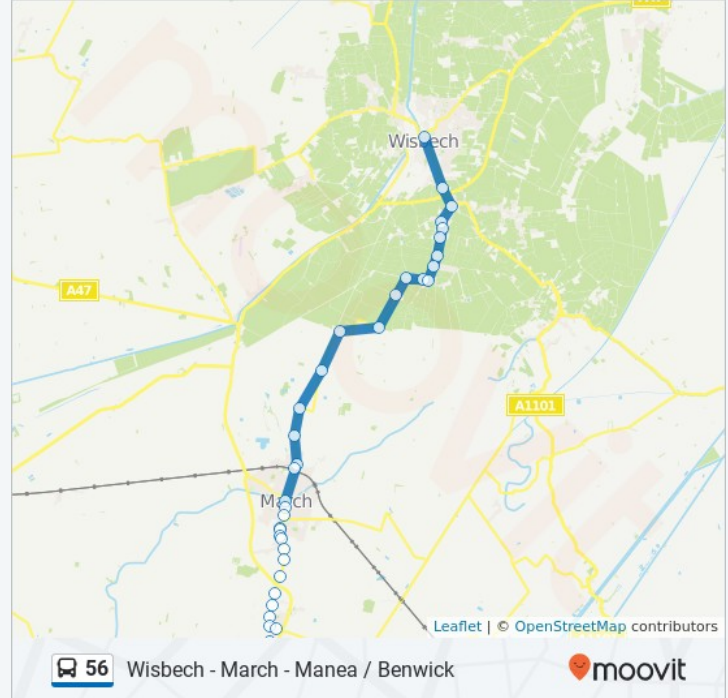 Wisbech
A47
A1101
March
Leaflet | © OpenStreetMap contributors
56 Wisbech - March - Manea / Benwick
moovit